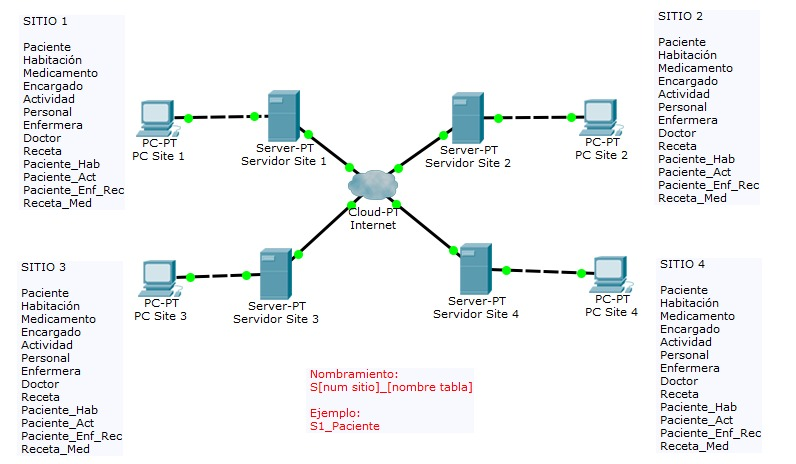 SITIO 1
Paciente
Habitación
Medicamento
Encargado
Actividad
Personal
Enfermera
Doctor
Receta
Paciente_Hab
Paciente_Act
Paciente_Enf_Rec
Receta_Med
PC-PT
PC Site 1
Server-PT
Servidor Site 1
Server-PT
Servidor Site 2
PC-PT
PC Site 2
SITIO 2
Paciente
Habitación
Medicamento
Encargado
Actividad
Personal
Enfermera
Doctor
Receta
Paciente_Hab
Paciente_Act
Paciente_Enf_Rec
Receta_Med
Cloud-PT
Internet
SITIO 3
Paciente
Habitación
Medicamento
Encargado
Actividad
Personal
Enfermera
Doctor
Receta
Paciente_Hab
Paciente_Act
Paciente_Enf_Rec
Receta_Med
PC-PT
PC Site 3
Server-PT
Servidor Site 3
Server-PT
Servidor Site 4
PC-PT
PC Site 4
SITIO 4
Paciente
Habitación
Medicamento
Encargado
Actividad
Personal
Enfermera
Doctor
Receta
Paciente_Hab
Paciente_Act
Paciente_Enf_Rec
Receta_Med
Nombramiento:
S[num sitio]_[nombre tabla]
Ejemplo:
S1_Paciente